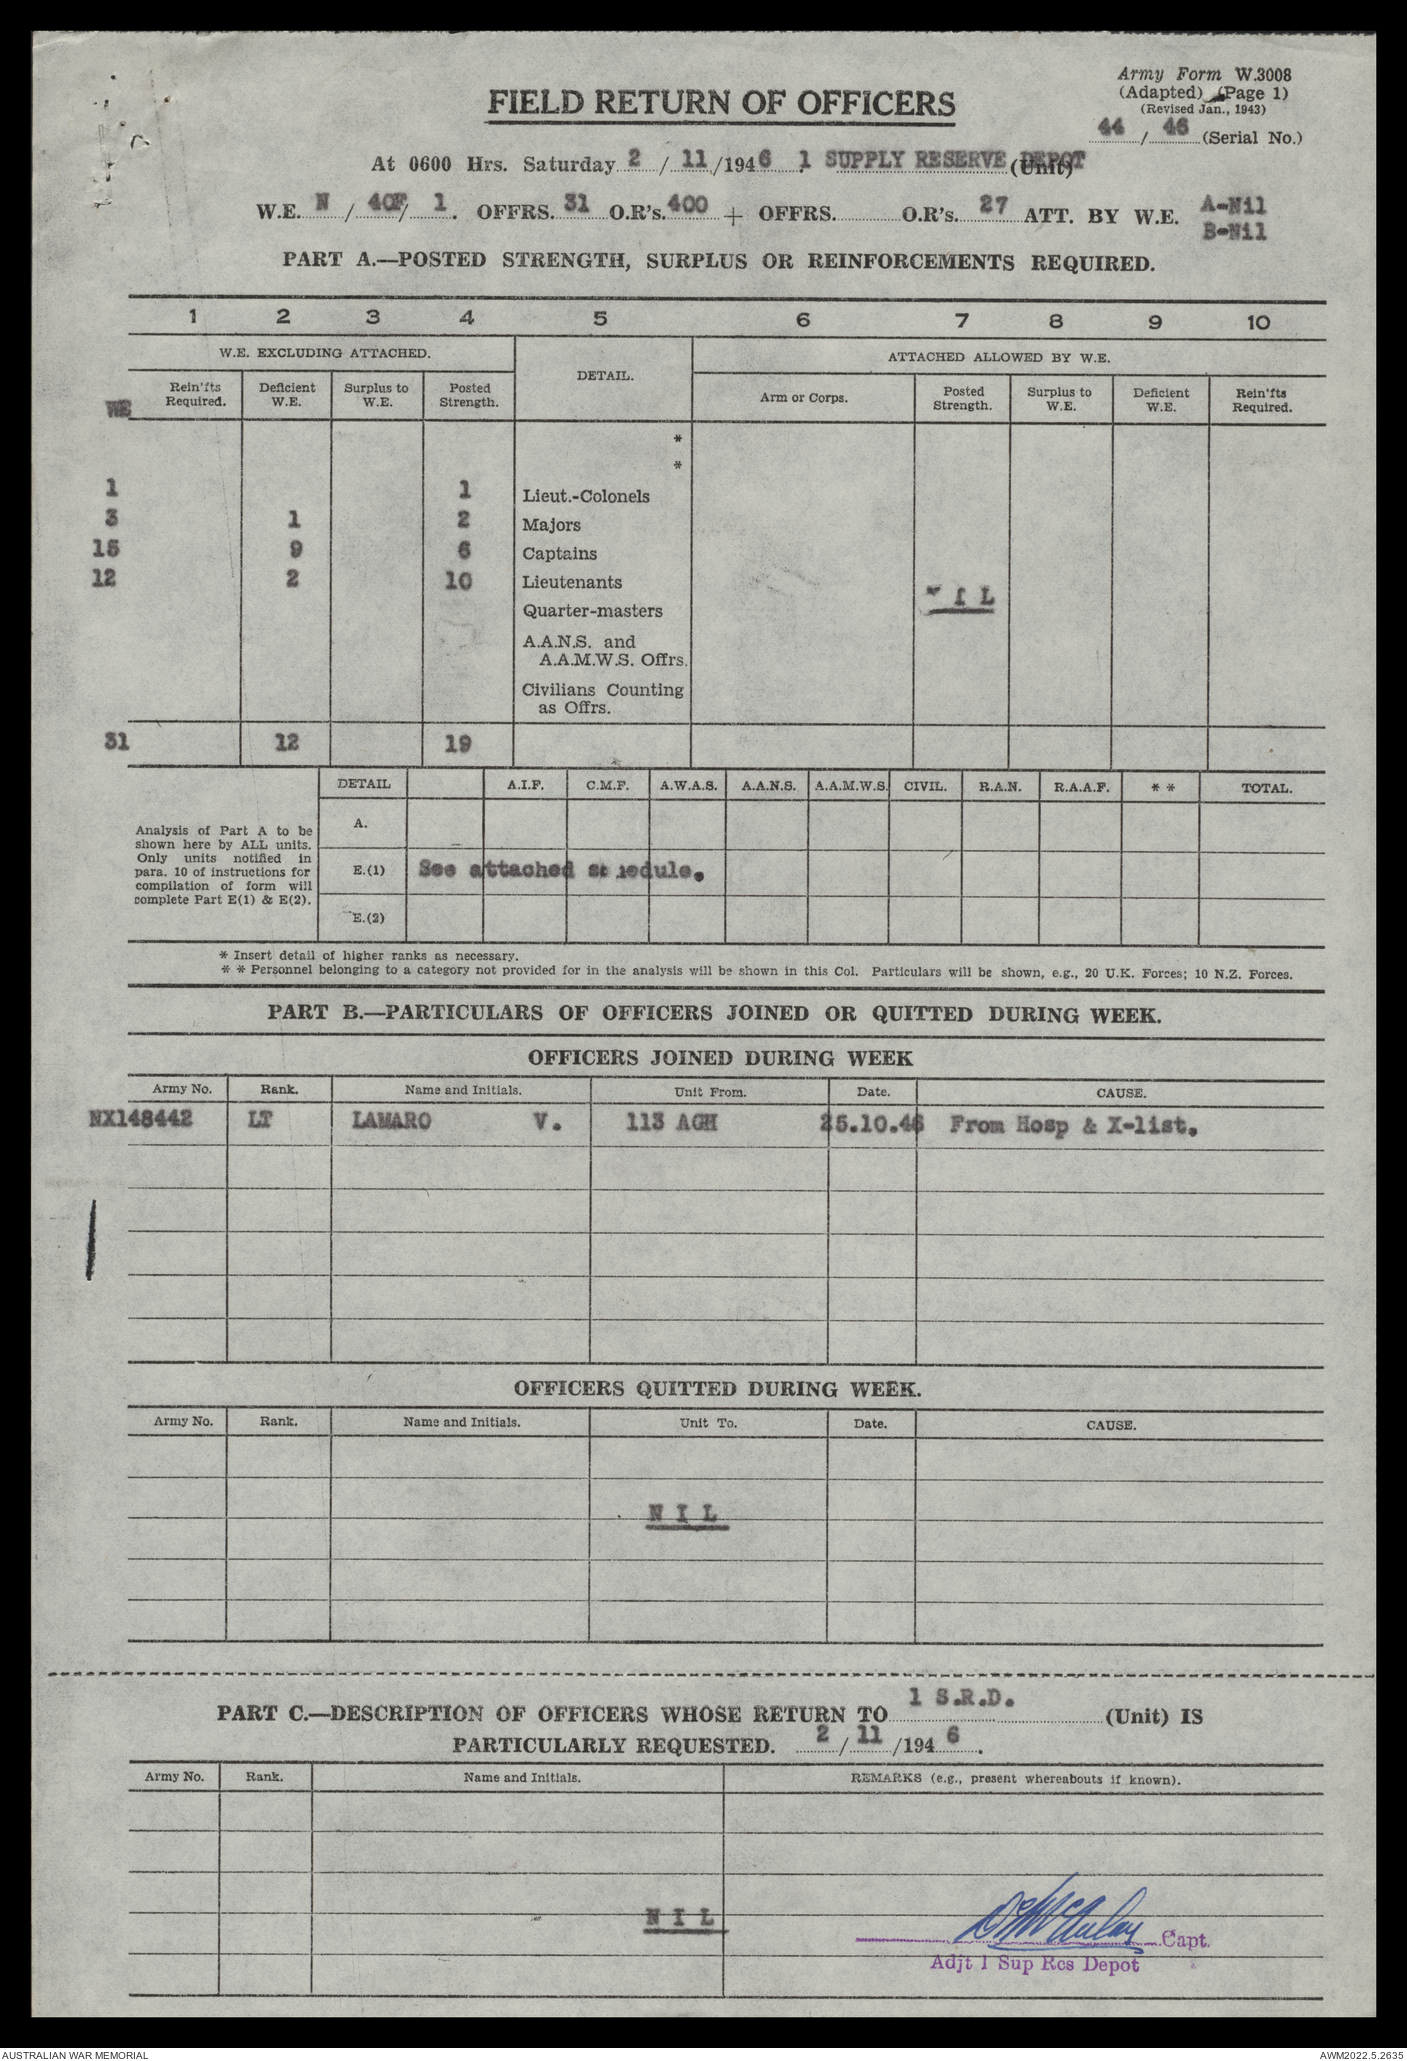 Army Form W.3008
(Adapted) (Page 1)
(Revised Jan., 1943)
44 / 46 (Serial No.)
FIELD RETURN OF OFFICERS
At 0600 Hrs. Saturday 2 / 11 /1946 1 SUPPLY RESERVE DEPOT (Unit)
W.E. N / 40F/ 1 . OFFRS. 31 O.R's. 400 + OFFRS. O.R's. 27 ATT. BY W.E. A-Nil
B-Nil
PART A.—POSTED STRENGTH, SURPLUS OR REINFORCEMENTS REQUIRED.
1 2 3 4 5 6 7 8 9 10
W.E. EXCLUDING ATTACHED. DETAIL. ATTACHED ALLOWED BY W.E.
WE Rein'fts Required. Deficient W.E. Surplus to W.E. Posted Strength. Arm or Corps. Posted Strength. Surplus to W.E. Deficient W.E. Rein'fts Required.
*
*
1 1 Lieut.-Colonels
3 1 2 Majors
15 9 6 Captains
12 2 10 Lieutenants
I L
Quarter-masters
A.A.N.S. and
A.A.M.W.S. Offrs.
Civilians Counting
as Offrs.
31 12 19
DETAIL A.I.F. C.M.F. A.W.A.S. A.A.N.S. A.A.M.W.S. CIVIL. R.A.N. R.A.A.F. * * TOTAL.
Analysis of Part A to be
shown here by ALL units.
Only units notified in
para. 10 of instructions for
compilation of form will
complete Part E(1) & E(2).
A.
E.(1) See attached schedule.
E.(2)
* Insert detail of higher ranks as necessary.
* * Personnel belonging to a category not provided for in the analysis will be shown in this Col. Particulars will be shown, e.g., 20 U.K. Forces; 10 N.Z. Forces.
PART B.—PARTICULARS OF OFFICERS JOINED OR QUITTED DURING WEEK.
OFFICERS JOINED DURING WEEK
Army No. Rank. Name and Initials. Unit From. Date. CAUSE.
NX148442 LT LAMARO V. 113 AGH 25.10.46 From Hosp & X-list.
OFFICERS QUITTED DURING WEEK.
Army No. Rank. Name and Initials. Unit To. Date. CAUSE.
N I L
PART C.—DESCRIPTION OF OFFICERS WHOSE RETURN TO 1 S.R.D. (Unit) IS
PARTICULARLY REQUESTED. 2 / 11 /194 6 .
Army No. Rank. Name and Initials. REMARKS (e.g., present whereabouts if known).
N I L
Capt.
Adjt 1 Sup Res Depot
AUSTRALIAN WAR MEMORIAL
AWM2022.5.2635